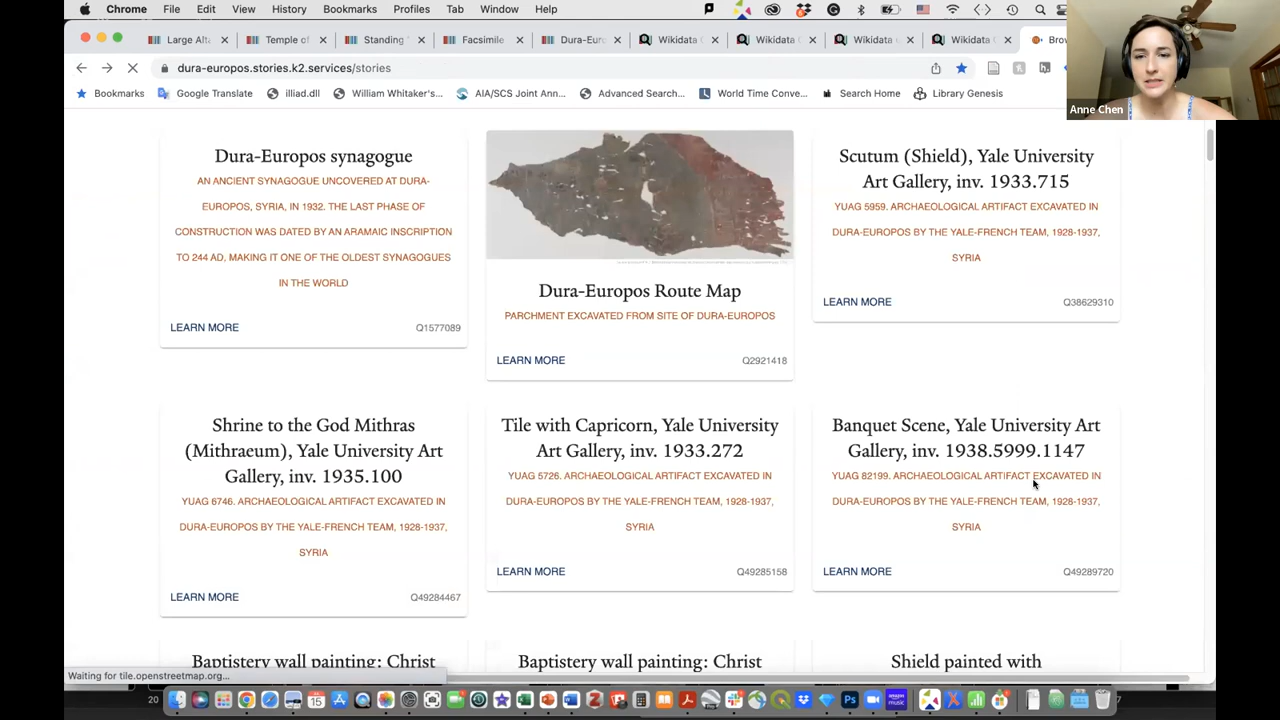 Chrome File Edit View History Bookmarks Profiles Tab Window Help
Large Alt Temple of Standing Facsimile Dura-Eur Wikidata Wikidata Wikidata Wikidata Brow
dura-europos.stories.k2.services/stories
Bookmarks Google Translate illiad.dll William Whitaker's... AIA/SCS Joint Ann... Advanced Search... World Time Conve... Search Home Library Genesis
Anne Chen
Dura-Europos synagogue
AN ANCIENT SYNAGOGUE UNCOVERED AT DURA-
EUROPOS, SYRIA, IN 1932. THE LAST PHASE OF
CONSTRUCTION WAS DATED BY AN ARAMAIC INSCRIPTION
TO 244 AD, MAKING IT ONE OF THE OLDEST SYNAGOGUES
IN THE WORLD
LEARN MORE Q1577089
Dura-Europos Route Map
PARCHMENT EXCAVATED FROM SITE OF DURA-EUROPOS
LEARN MORE Q2921418
Scutum (Shield), Yale University
Art Gallery, inv. 1933.715
YUAG 5959. ARCHAEOLOGICAL ARTIFACT EXCAVATED IN
DURA-EUROPOS BY THE YALE-FRENCH TEAM, 1928-1937,
SYRIA
LEARN MORE Q38629310
Shrine to the God Mithras
(Mithraeum), Yale University Art
Gallery, inv. 1935.100
YUAG 6746. ARCHAEOLOGICAL ARTIFACT EXCAVATED IN
DURA-EUROPOS BY THE YALE-FRENCH TEAM, 1928-1937,
SYRIA
LEARN MORE Q49284467
Tile with Capricorn, Yale University
Art Gallery, inv. 1933.272
YUAG 5726. ARCHAEOLOGICAL ARTIFACT EXCAVATED IN
DURA-EUROPOS BY THE YALE-FRENCH TEAM, 1928-1937,
SYRIA
LEARN MORE Q49285158
Banquet Scene, Yale University Art
Gallery, inv. 1938.5999.1147
YUAG 82199. ARCHAEOLOGICAL ARTIFACT EXCAVATED IN
DURA-EUROPOS BY THE YALE-FRENCH TEAM, 1928-1937,
SYRIA
LEARN MORE Q49289720
Baptistery wall painting: Christ
Baptistery wall painting: Christ
Shield painted with
Waiting for tile.openstreetmap.org...
20